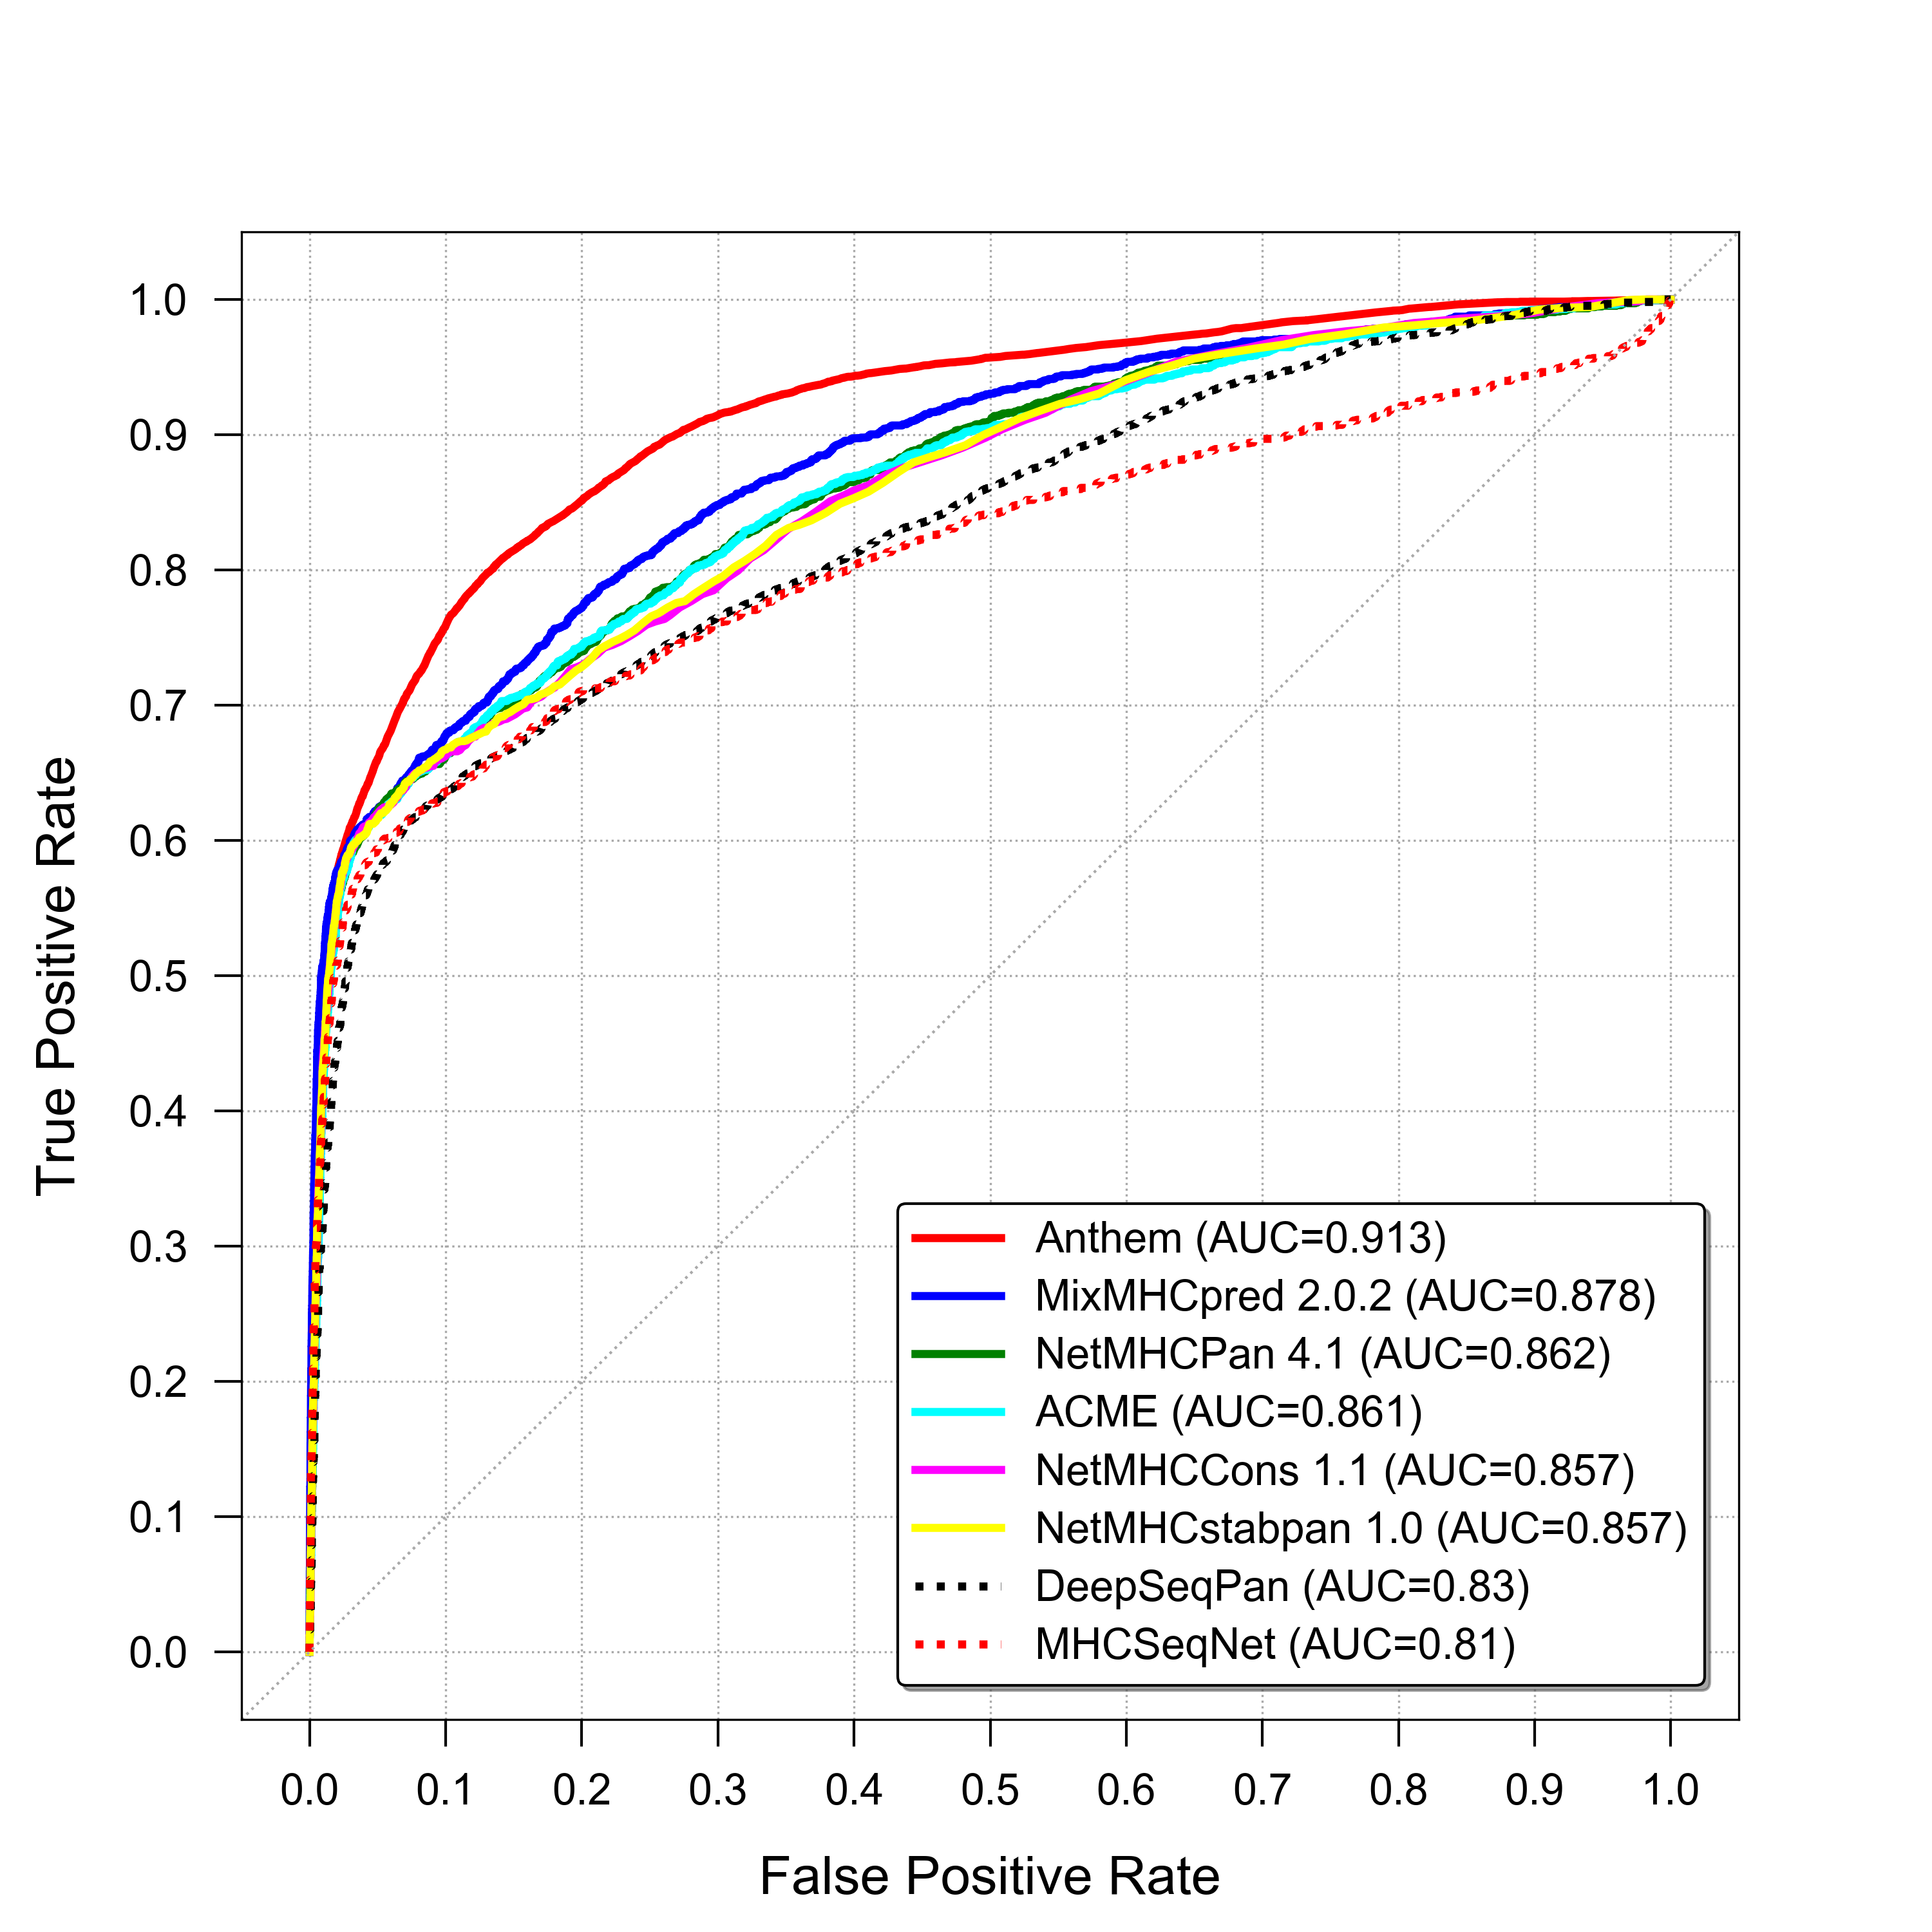 True Positive Rate
1.0
0.9
0.8
0.7
0.6
0.5
0.4
0.3
0.2
0.1
0.0
Anthem (AUC=0.913)
MixMHCpred 2.0.2 (AUC=0.878)
NetMHCPan 4.1 (AUC=0.862)
ACME (AUC=0.861)
NetMHCCons 1.1 (AUC=0.857)
NetMHCstabpan 1.0 (AUC=0.857)
DeepSeqPan (AUC=0.83)
MHCSeqNet (AUC=0.81)
0.0 0.1 0.2 0.3 0.4 0.5 0.6 0.7 0.8 0.9 1.0
False Positive Rate